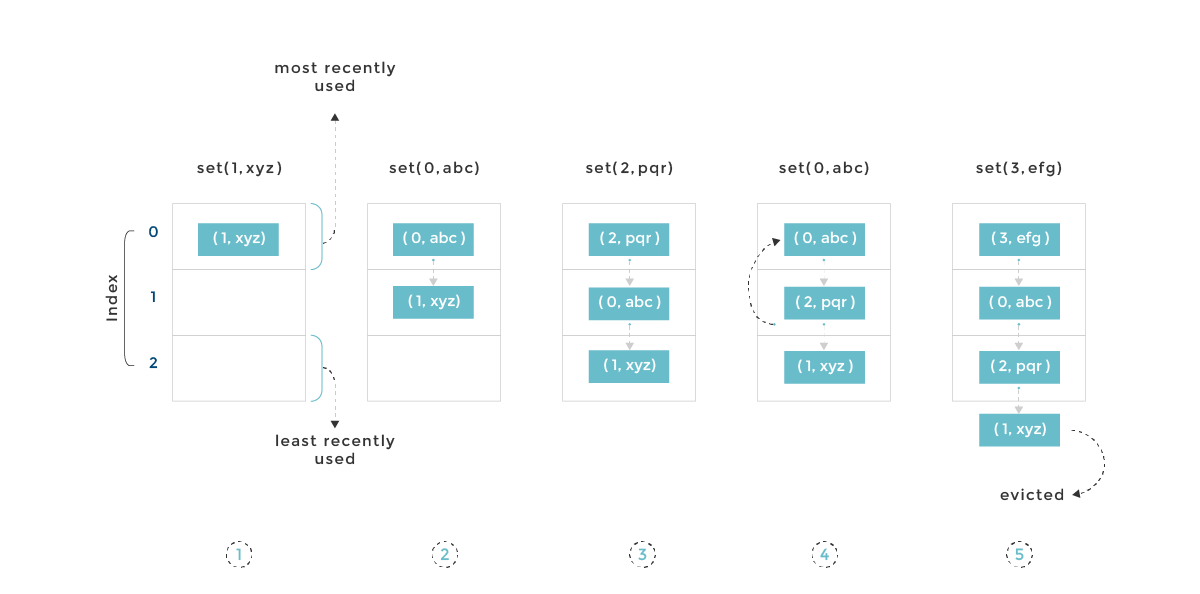 most recently
used
set(1,xyz)
set(0,abc)
set(2,pqr)
set(0,abc)
set(3,efg)
Index
0
(1, xyz)
(0, abc)
(2, pqr)
(0, abc)
(3, efg)
1
(1, xyz)
(0, abc)
(2, pqr)
(0, abc)
2
(1, xyz)
(1, xyz)
(2, pqr)
(1, xyz)
least recently
used
evicted
1
2
3
4
5